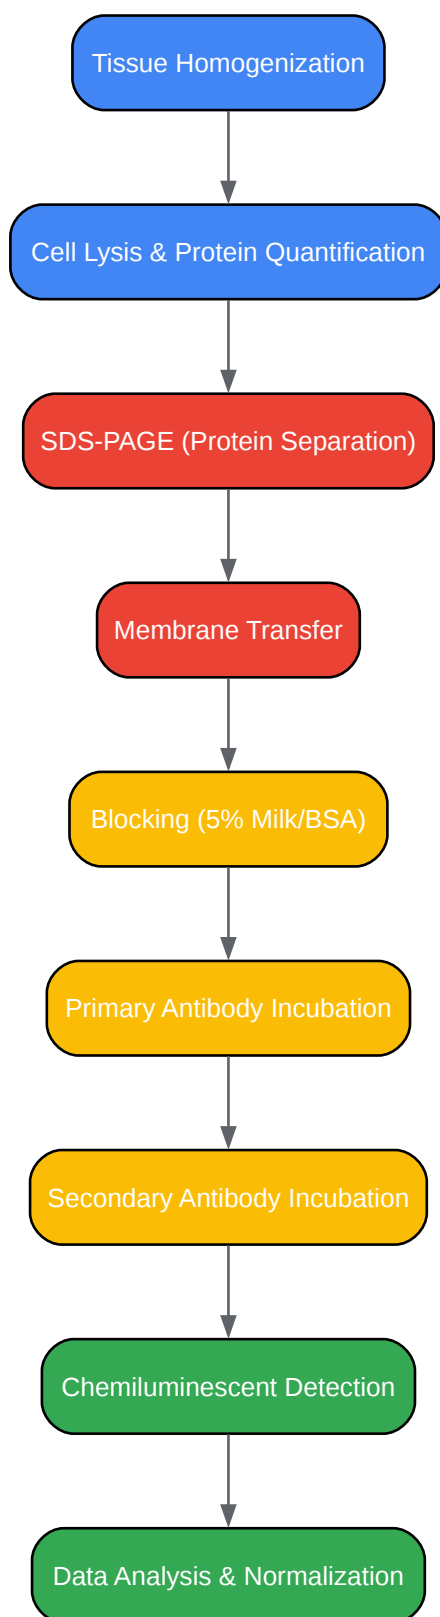 Tissue Homogenization
Cell Lysis & Protein Quantification
SDS-PAGE (Protein Separation)
Membrane Transfer
Blocking (5% Milk/BSA)
Primary Antibody Incubation
Secondary Antibody Incubation
Chemiluminescent Detection
Data Analysis & Normalization